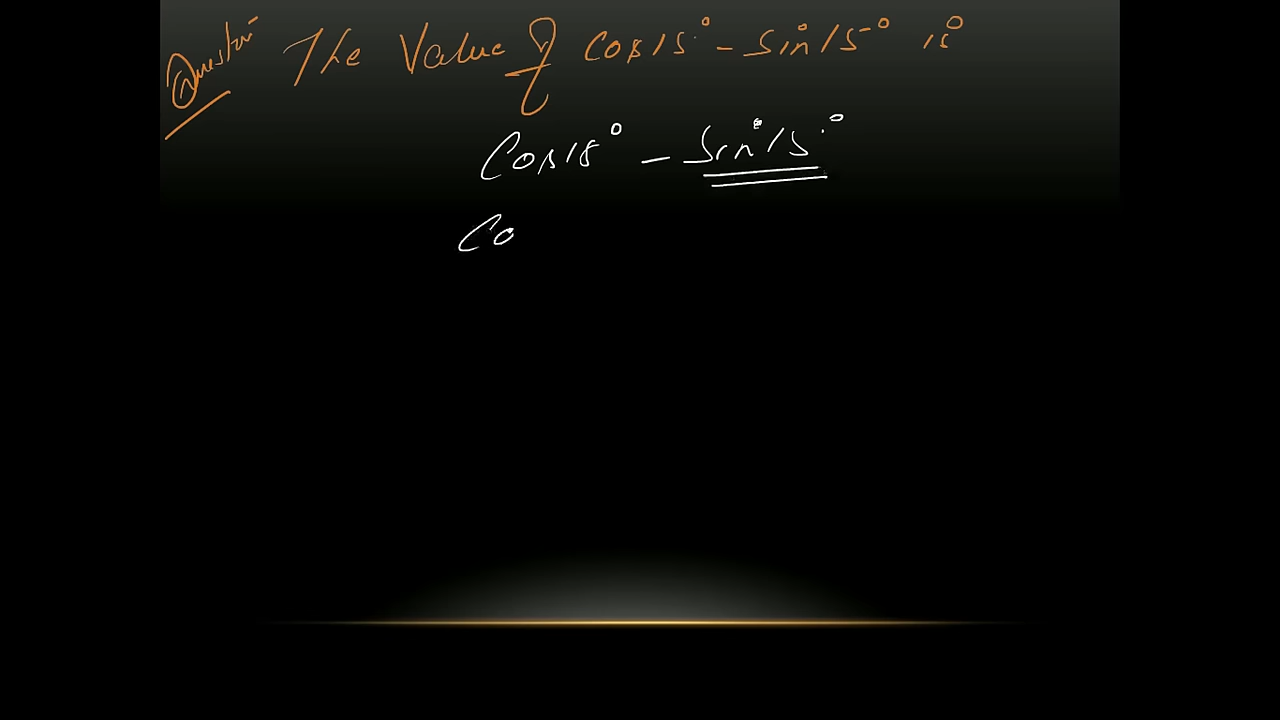 Question The Value of Cos15° - Sin15° is
Cos15° - Sin15°
Co